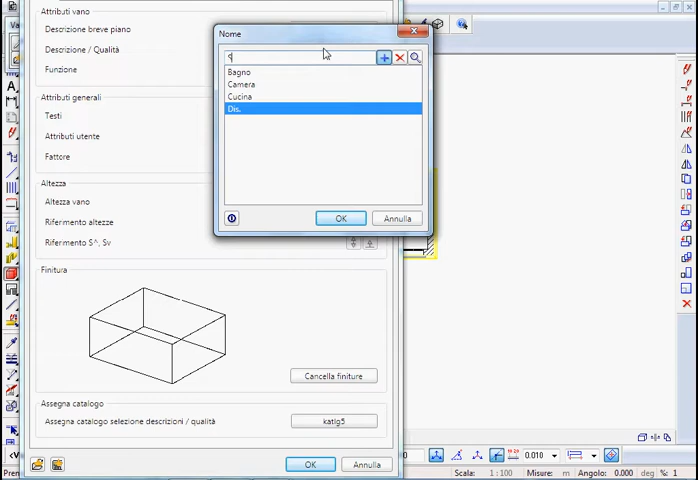 Attributi vano
Descrizione breve piano
Descrizione / Qualità
Funzione
Attributi generali
Testi
Attributi utente
Fattore
Altezza
Altezza vano
Riferimento altezze
Riferimento S^, Sv
Finitura
Cancella finiture
Assegna catalogo
Assegna catalogo selezione descrizioni / qualità
katlg5
OK
Annulla
Nome
Bagno
Camera
Cucina
Dis.
OK
Annulla
0.010
Scala:
1 : 100
Misure:
m
Angolo:
0.000
deg
%:
1